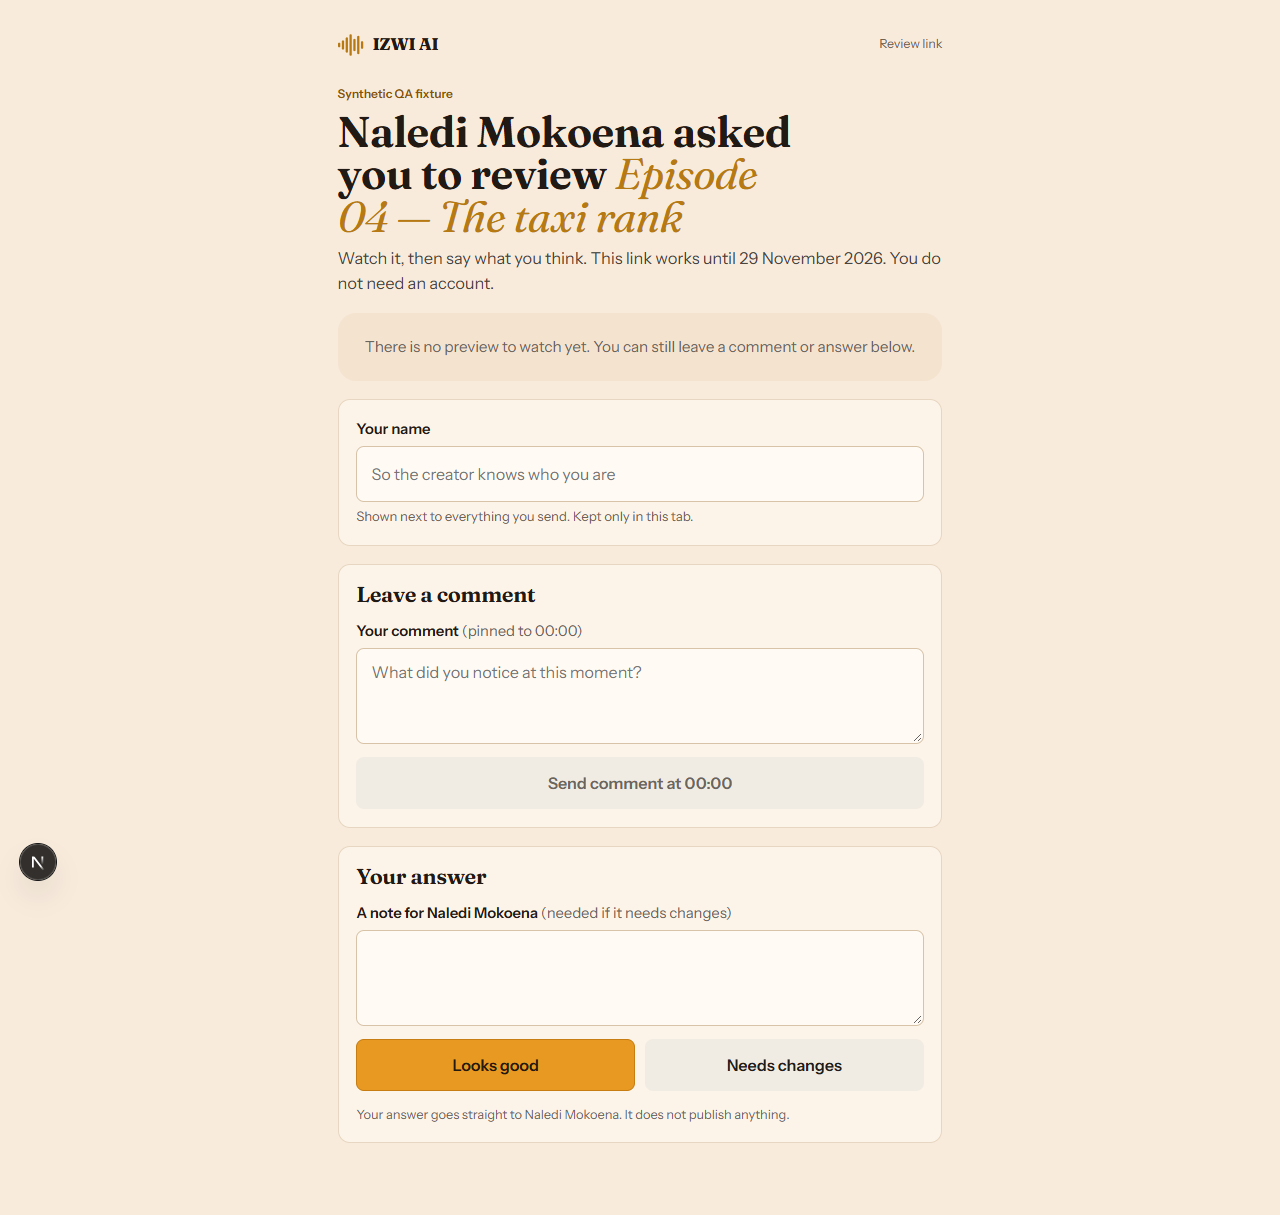 IZWI AI
Review link
Synthetic QA fixture
Naledi Mokoena asked
you to review Episode
04 — The taxi rank
Watch it, then say what you think. This link works until 29 November 2026. You do
not need an account.
There is no preview to watch yet. You can still leave a comment or answer below.
Your name
So the creator knows who you are
Shown next to everything you send. Kept only in this tab.
Leave a comment
Your comment (pinned to 00:00)
What did you notice at this moment?
Send comment at 00:00
N
Your answer
A note for Naledi Mokoena (needed if it needs changes)
Looks good
Needs changes
Your answer goes straight to Naledi Mokoena. It does not publish anything.